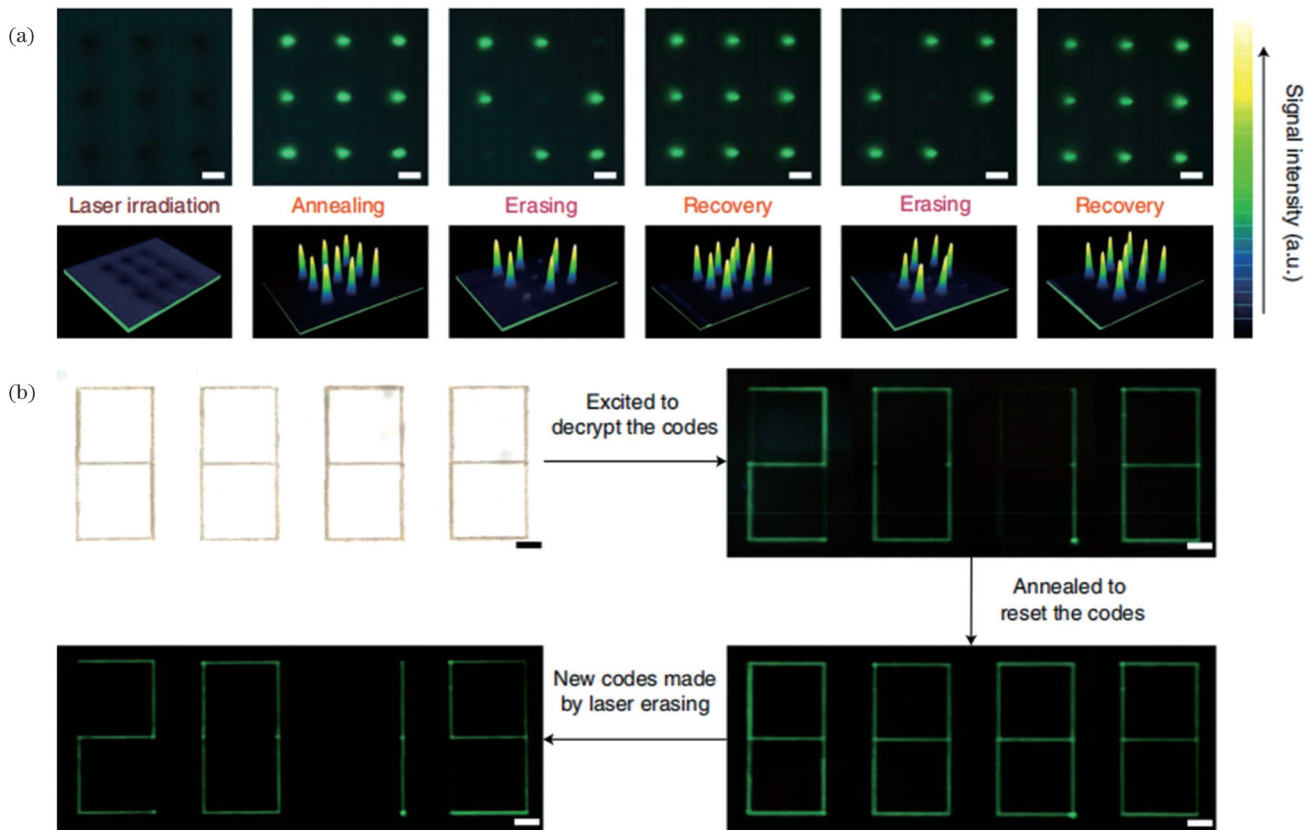 (a)
Laser irradiation
Annealing
Erasing
Recovery
Erasing
Recovery
Signal intensity (a.u.)
(b)
Excited to
decrypt the codes
Annealed to
reset the codes
New codes made
by laser erasing